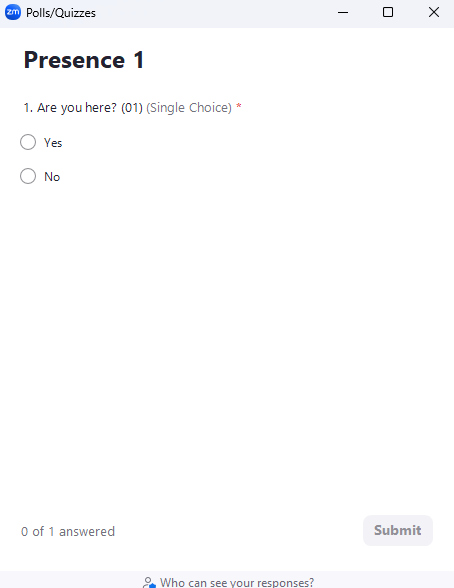 zm Polls/Quizzes
Presence 1
1. Are you here? (01) (Single Choice) *
Yes
No
0 of 1 answered
Submit
Who can see your responses?